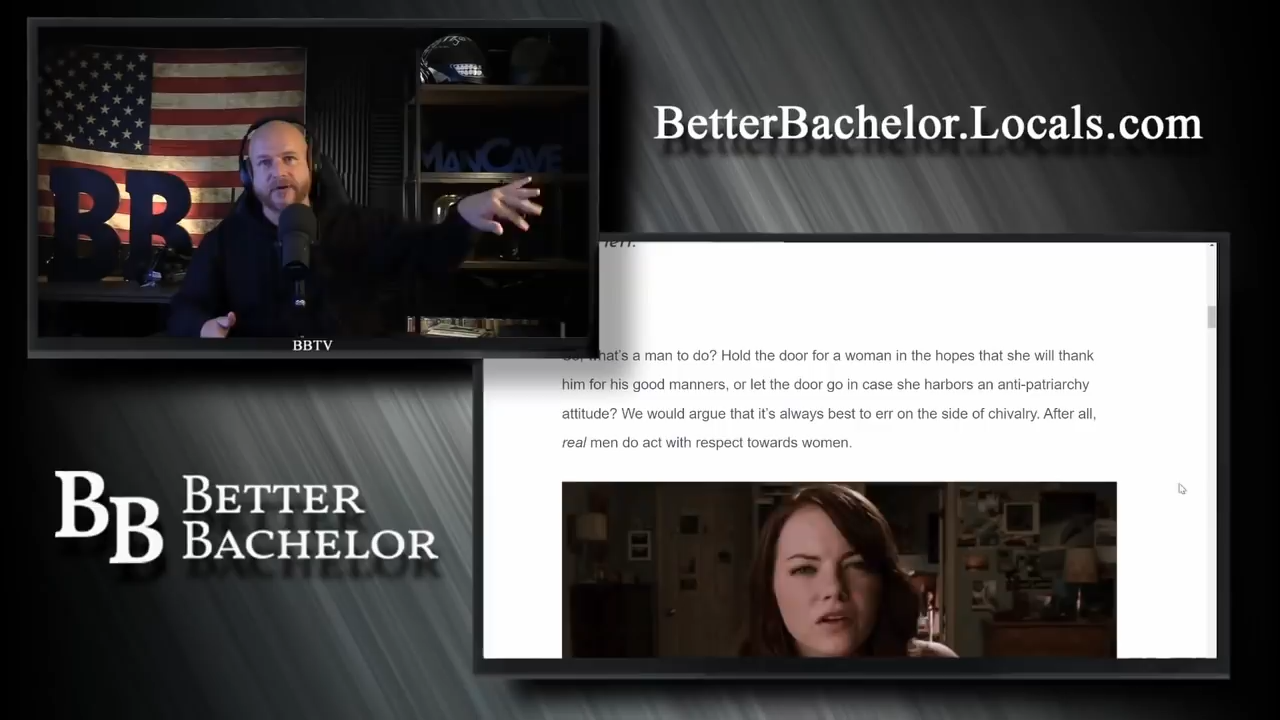 BetterBachelor.Locals.com
BB
MANCAVE
BBTV
what's a man to do? Hold the door for a woman in the hopes that she will thank
him for his good manners, or let the door go in case she harbors an anti-patriarchy
attitude? We would argue that it's always best to err on the side of chivalry. After all,
real men do act with respect towards women.
BB
BETTER
BACHELOR